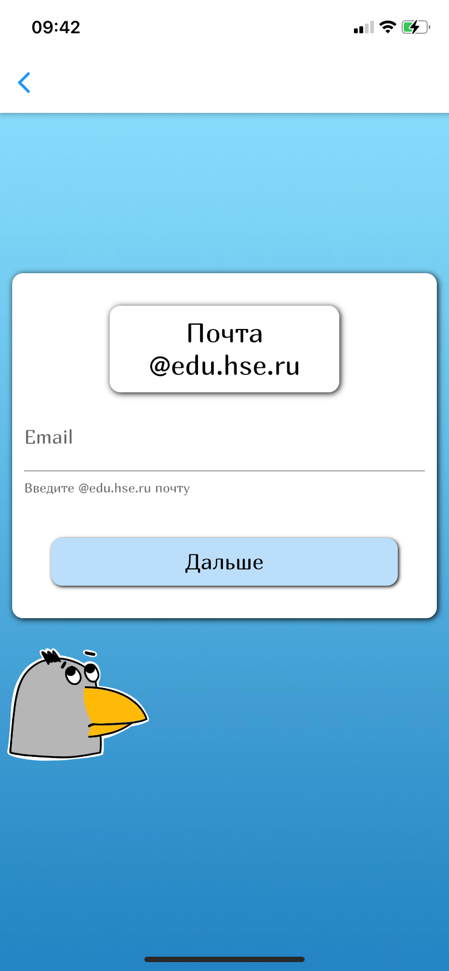 09:42
Почта
@edu.hse.ru
Email
Введите @edu.hse.ru почту
Дальше